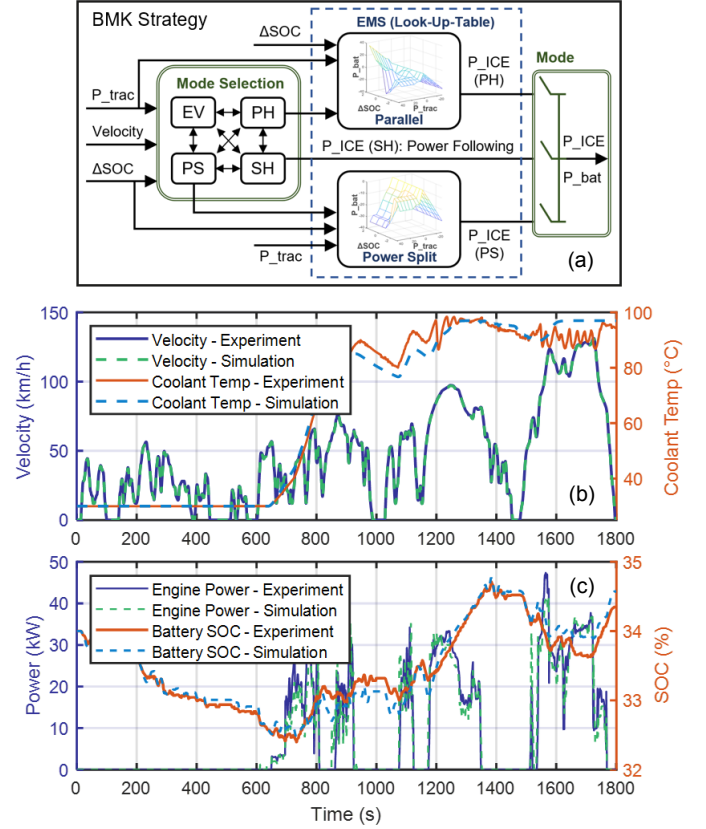 BMK Strategy
EMS (Look-Up-Table)
ΔSOC
P_trac
Velocity
ΔSOC
Mode Selection
EV
PH
PS
SH
P_bat
ΔSOC
P_trac
Parallel
P_ICE
(PH)
P_ICE (SH): Power Following
P_bat
ΔSOC
P_trac
Power Split
P_trac
P_ICE
(PS)
Mode
P_ICE
P_bat
(a)
Velocity (km/h)
150
100
50
0
Velocity - Experiment
Velocity - Simulation
Coolant Temp - Experiment
Coolant Temp - Simulation
(b)
100
80
60
40
Coolant Temp (°C)
0 200 400 600 800 1000 1200 1400 1600 1800
Power (kW)
50
40
30
20
10
0
Engine Power - Experiment
Engine Power - Simulation
Battery SOC - Experiment
Battery SOC - Simulation
(c)
35
34
33
32
SOC (%)
0 200 400 600 800 1000 1200 1400 1600 1800
Time (s)